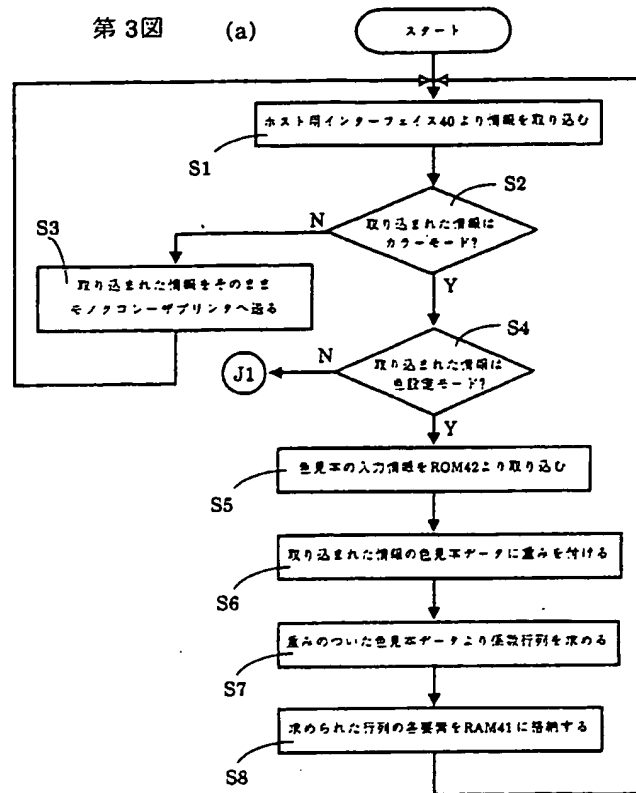 第3図 (a)
スタート
ホスト用インターフェイス40より情報を取り込む
S1
S2
取り込まれた情報は
カラーモード?
N
Y
S3
取り込まれた情報をそのまま
モノクロレーザプリンタへ送る
S4
取り込まれた情報は
色設定モード?
N
J1
Y
色見本の入力情報をROM42より取り込む
S5
取り込まれた情報の色見本データに重みを付ける
S6
重みのついた色見本データより係数行列を求める
S7
求められた行列の各要素をRAM41に格納する
S8